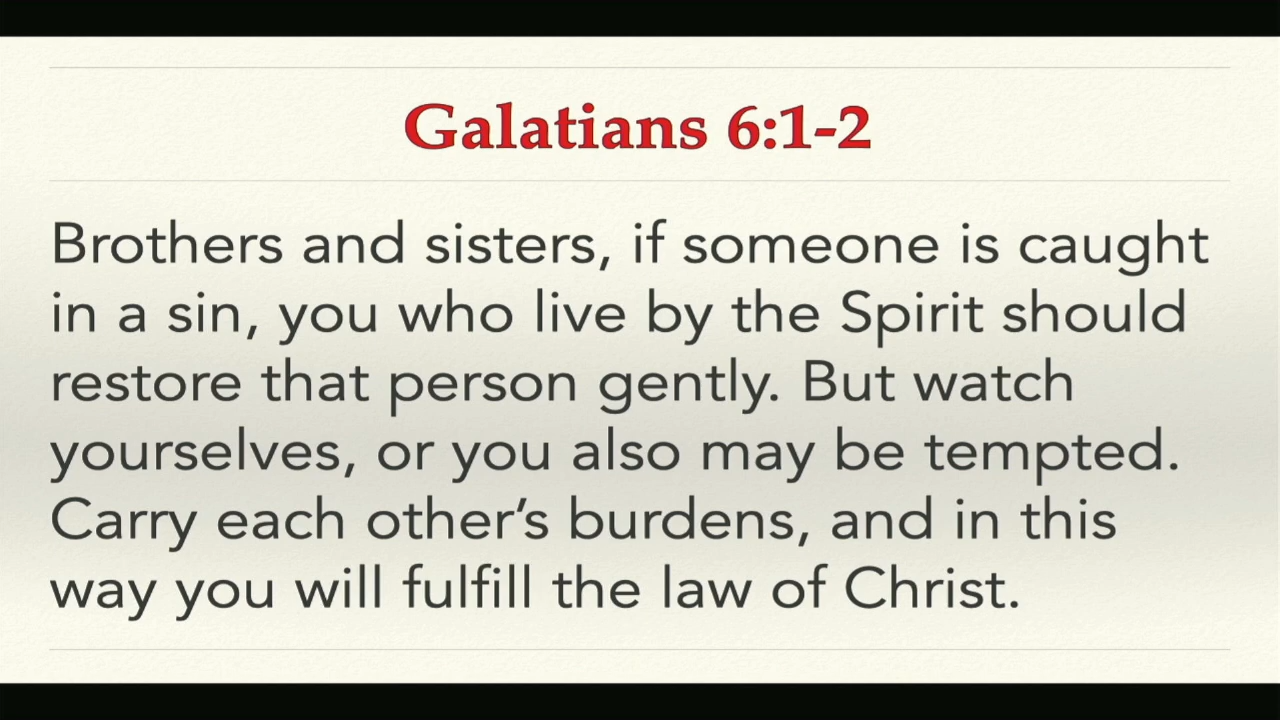 Galatians 6:1-2
Brothers and sisters, if someone is caught
in a sin, you who live by the Spirit should
restore that person gently. But watch
yourselves, or you also may be tempted.
Carry each other’s burdens, and in this
way you will fulfill the law of Christ.